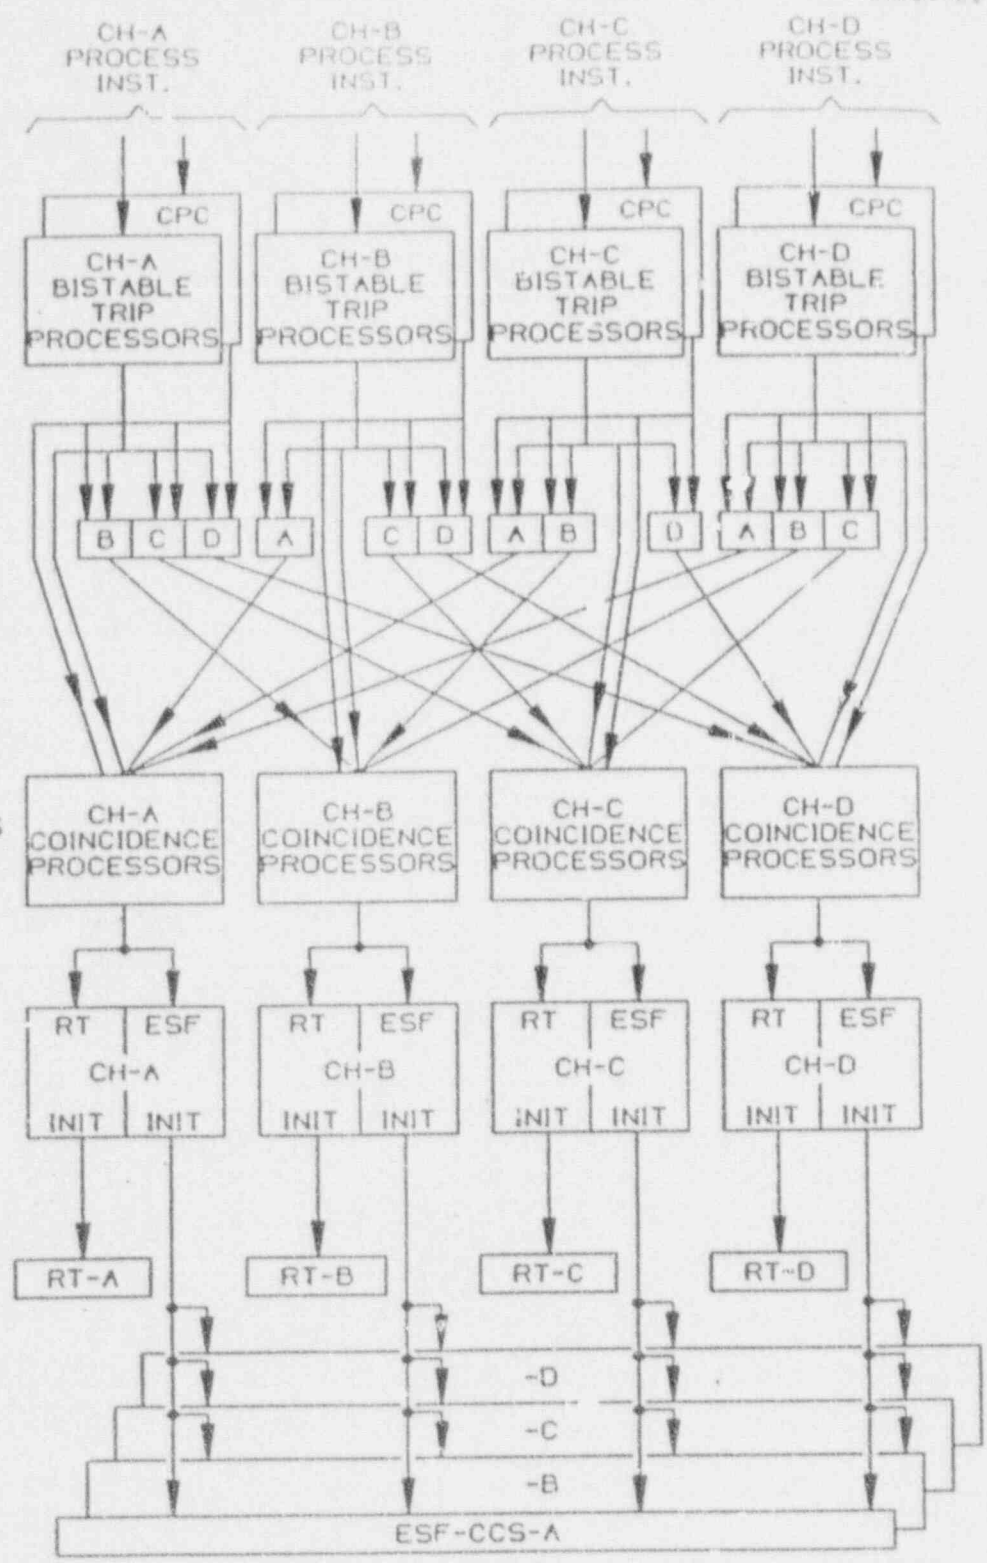 CH-A
PROCESS
INST.
CH-B
PROCESS
INST.
CH-C
PROCESS
INST.
CH-D
PROCESS
INST.
CPC
CPC
CPC
CPC
CH-A
BISTABLE
TRIP
PROCESSORS
CH-B
BISTABLE
TRIP
PROCESSORS
CH-C
BISTABLE
TRIP
PROCESSORS
CH-D
BISTABLE
TRIP
PROCESSORS
B C D
A
C D
A B
D
A B C
CH-A
COINCIDENCE
PROCESSORS
CH-B
COINCIDENCE
PROCESSORS
CH-C
COINCIDENCE
PROCESSORS
CH-D
COINCIDENCE
PROCESSORS
RT ESF
CH-A
INIT INIT
RT ESF
CH-B
INIT INIT
RT ESF
CH-C
INIT INIT
RT ESF
CH-D
INIT INIT
RT-A
RT-B
RT-C
RT-D
-D
-C
-B
ESF-CCS-A